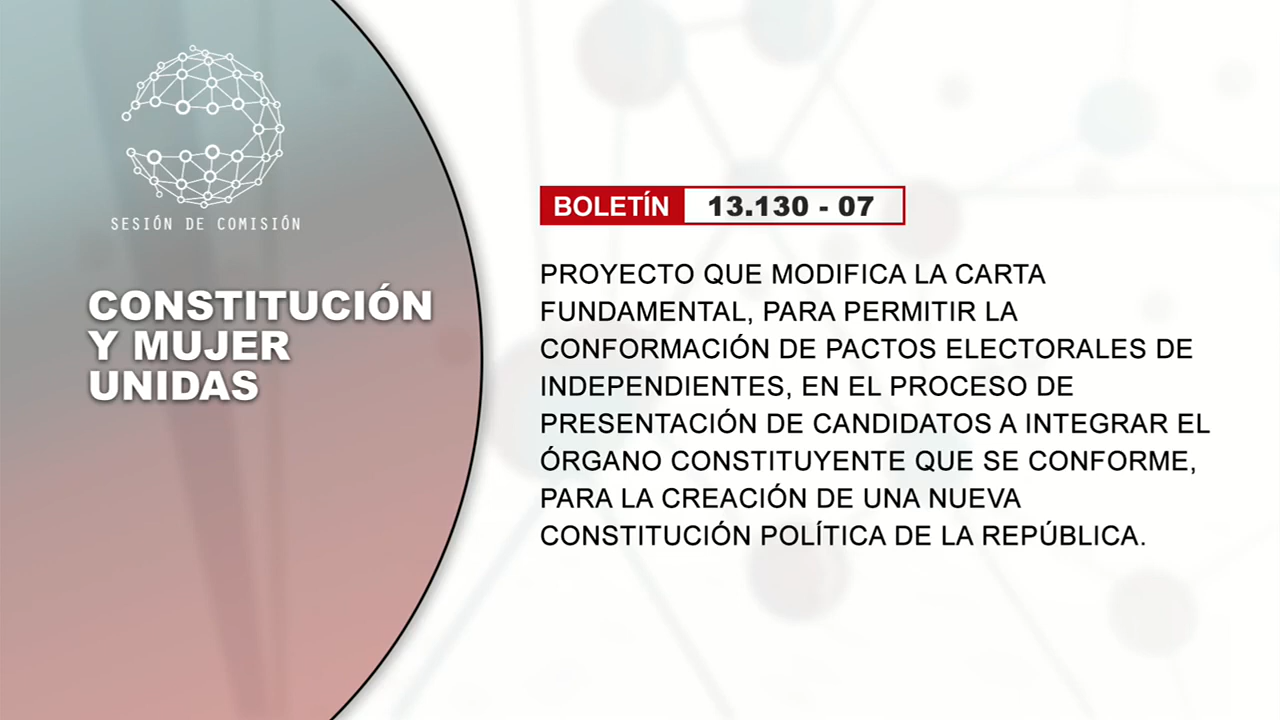 SESIÓN DE COMISIÓN
CONSTITUCIÓN
Y MUJER
UNIDAS
BOLETÍN 13.130 - 07
PROYECTO QUE MODIFICA LA CARTA
FUNDAMENTAL, PARA PERMITIR LA
CONFORMACIÓN DE PACTOS ELECTORALES DE
INDEPENDIENTES, EN EL PROCESO DE
PRESENTACIÓN DE CANDIDATOS A INTEGRAR EL
ÓRGANO CONSTITUYENTE QUE SE CONFORME,
PARA LA CREACIÓN DE UNA NUEVA
CONSTITUCIÓN POLÍTICA DE LA REPÚBLICA.